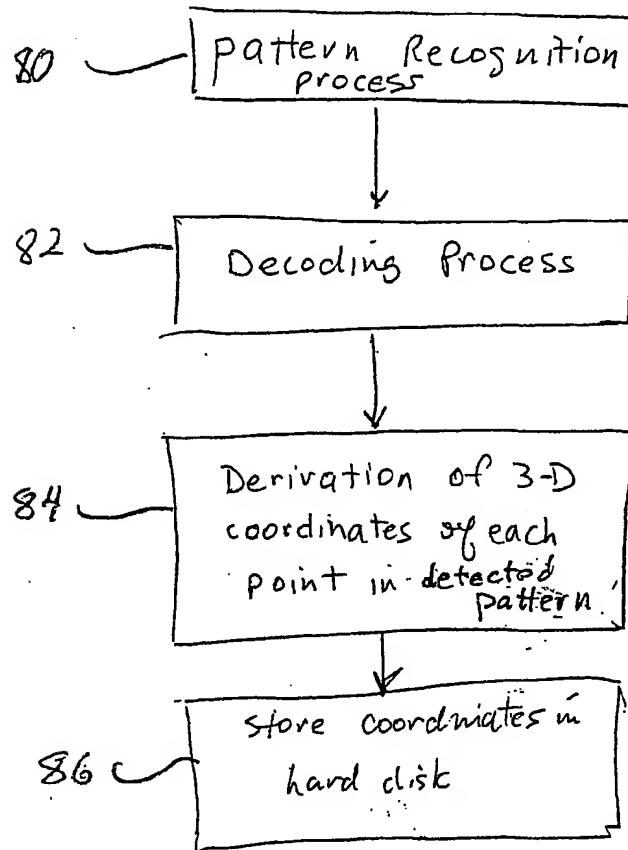 80
pattern Recognition
process
82
Decoding Process
84
Derivation of 3-D
coordinates of each
point in detected
pattern.
86
store coordniates in
hard disk